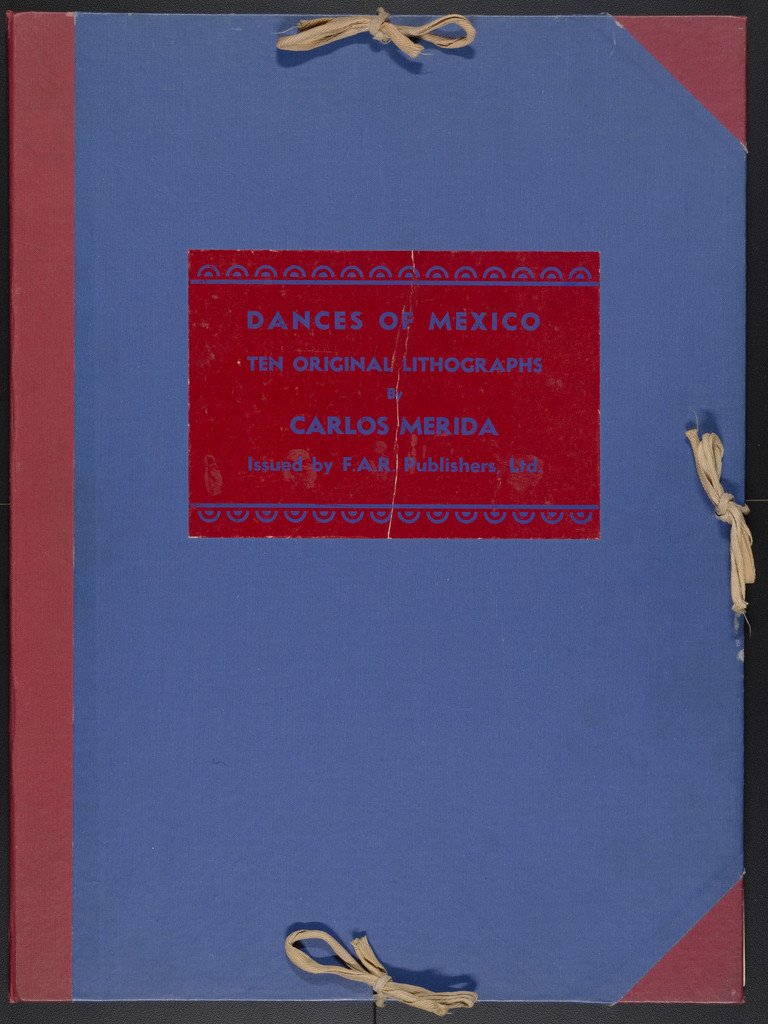 DANCES OF MEXICO
TEN ORIGINAL LITHOGRAPHS
By
CARLOS MERIDA
Issued by F.A.R. Publishers, Ltd.